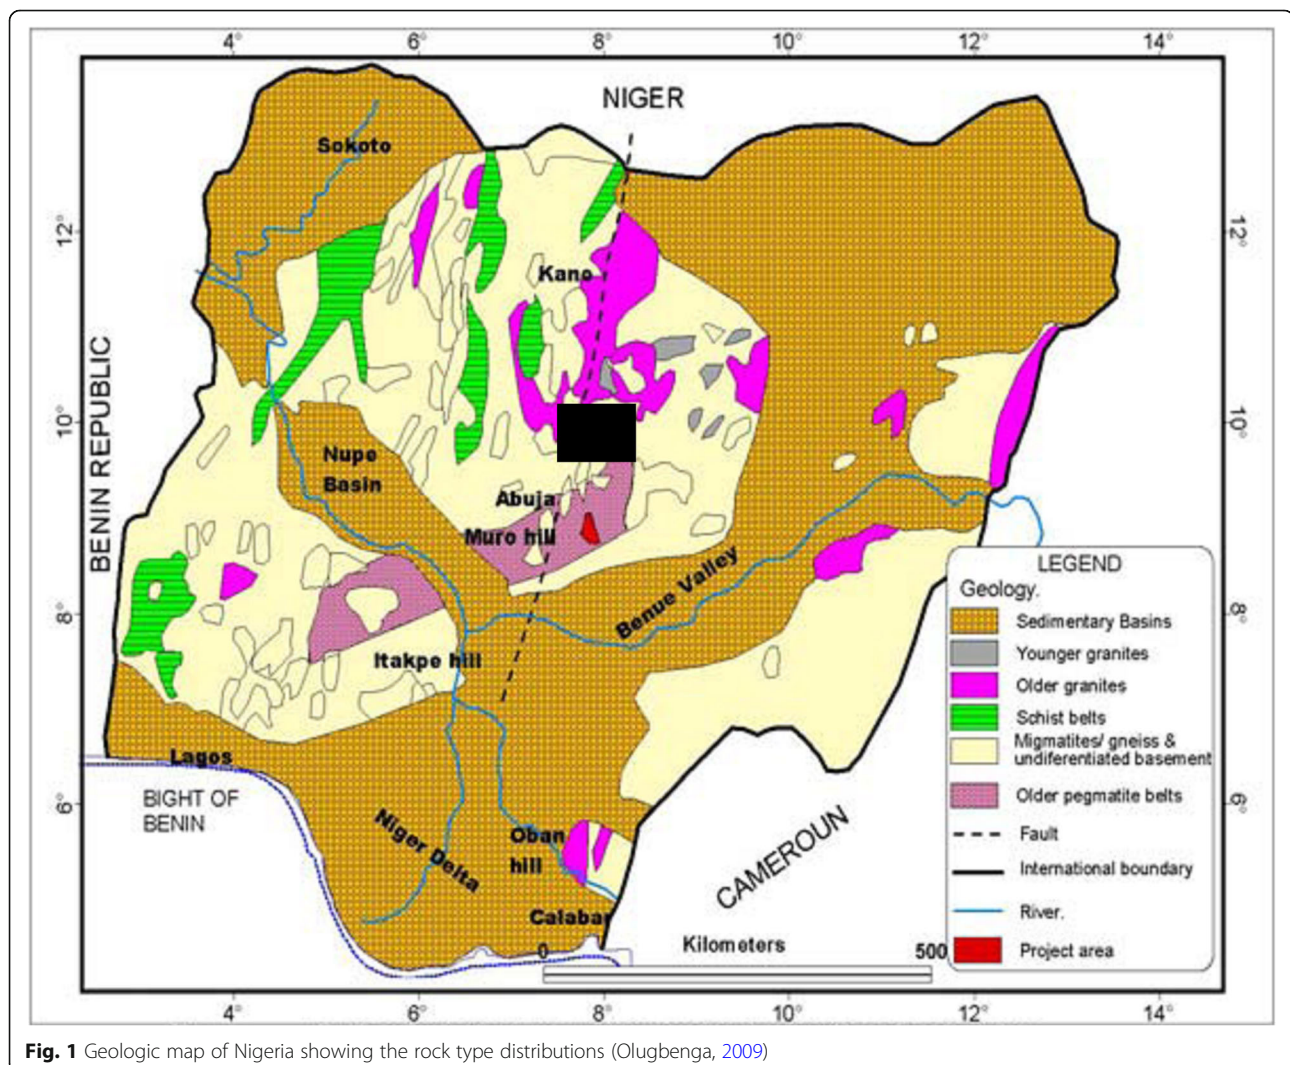 4° 6° 8° 10° 12° 14°
NIGER
Sokoto
12° 12°
Kano
BENIN REPUBLIC
10° 10°
Nupe
Basin
Abuja
Muro hill
Benue Valley
8° 8°
Itakpe hill
Lagos
BIGHT OF
BENIN
6° 6°
Niger Delta
Oban
hill
Calabar
CAMEROUN
LEGEND
Geology.
Sedimentary Basins
Younger granites
Older granites
Schist belts
Migmatites/ gneiss &
undiferentiated basement
Older pegmatite belts
Fault
International boundary
River.
Project area
0 Kilometers 500
4° 6° 8° 10° 12° 14°
Fig. 1 Geologic map of Nigeria showing the rock type distributions (Olugbenga, 2009)